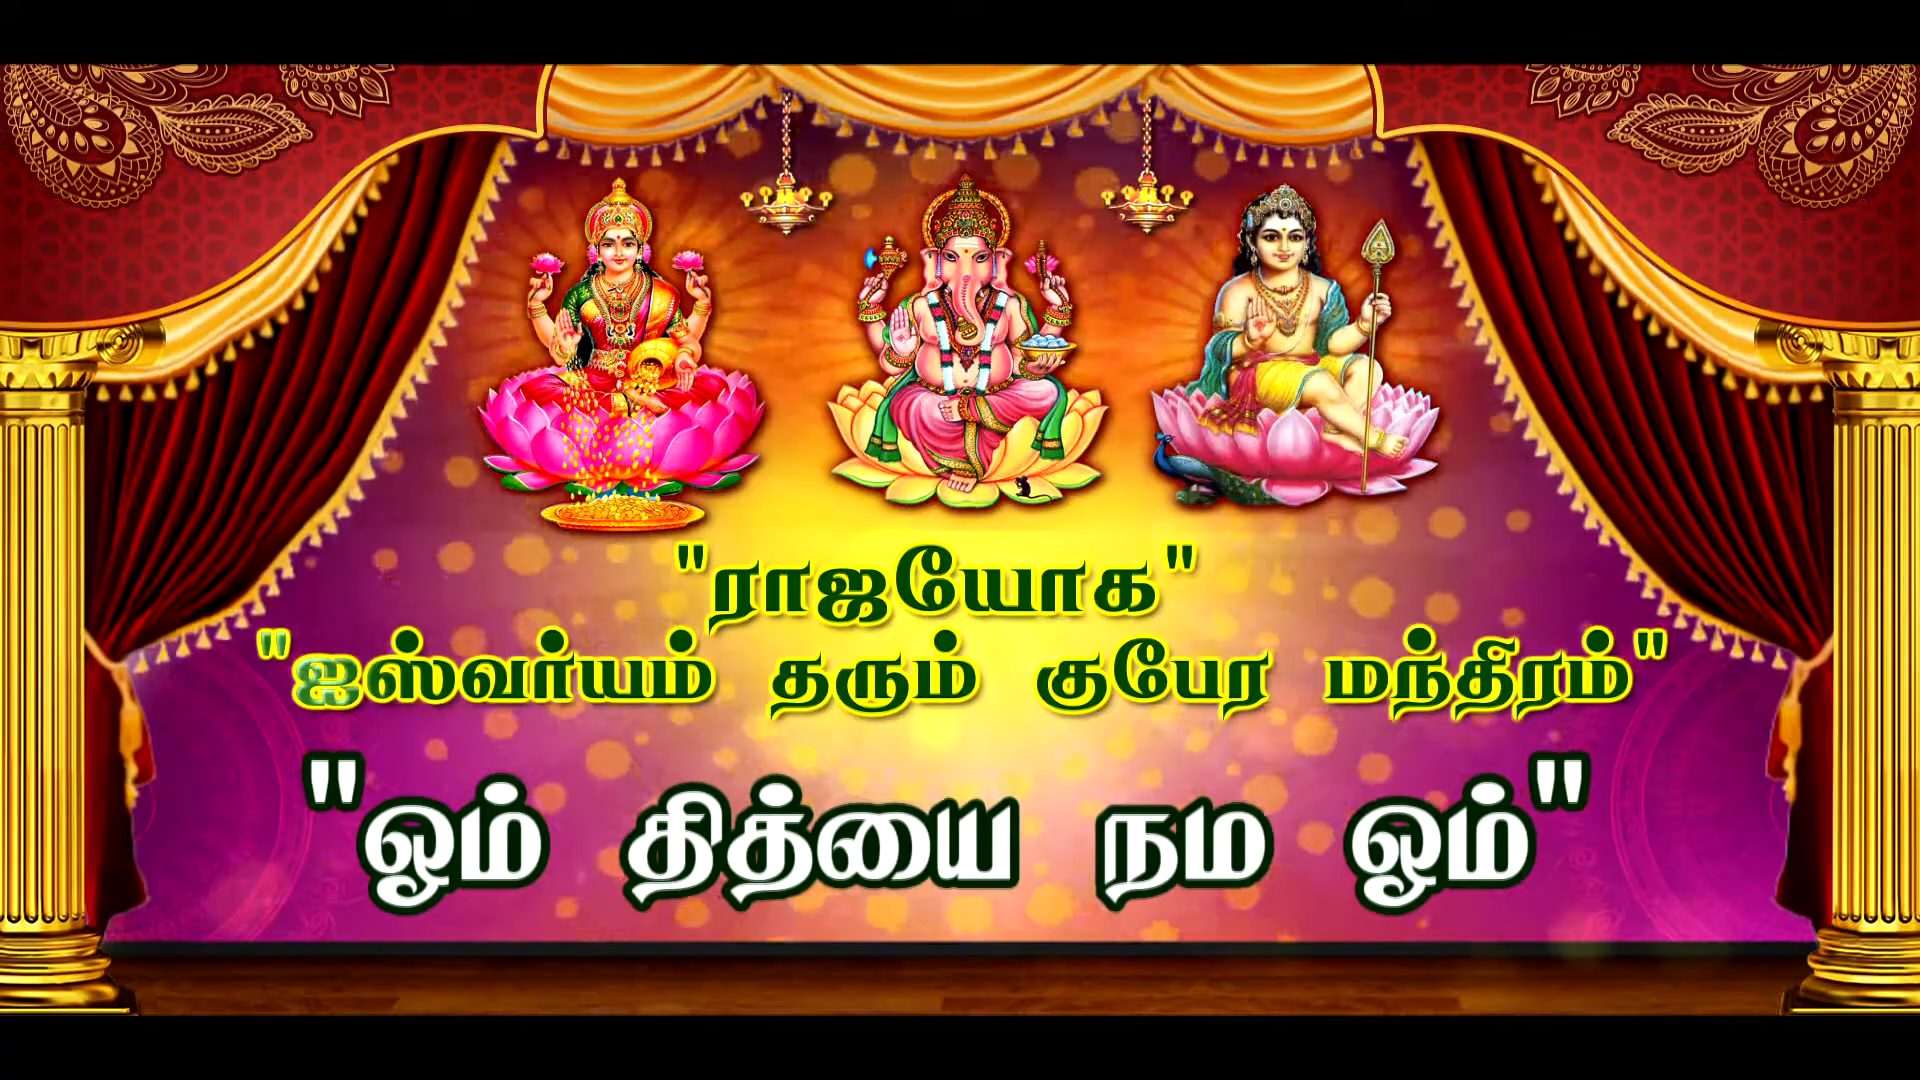 "ராஜயோக"
"ஐஸ்வர்யம் தரும் குபேர மந்திரம்"
"ஓம் தித்யை நம ஓம்"